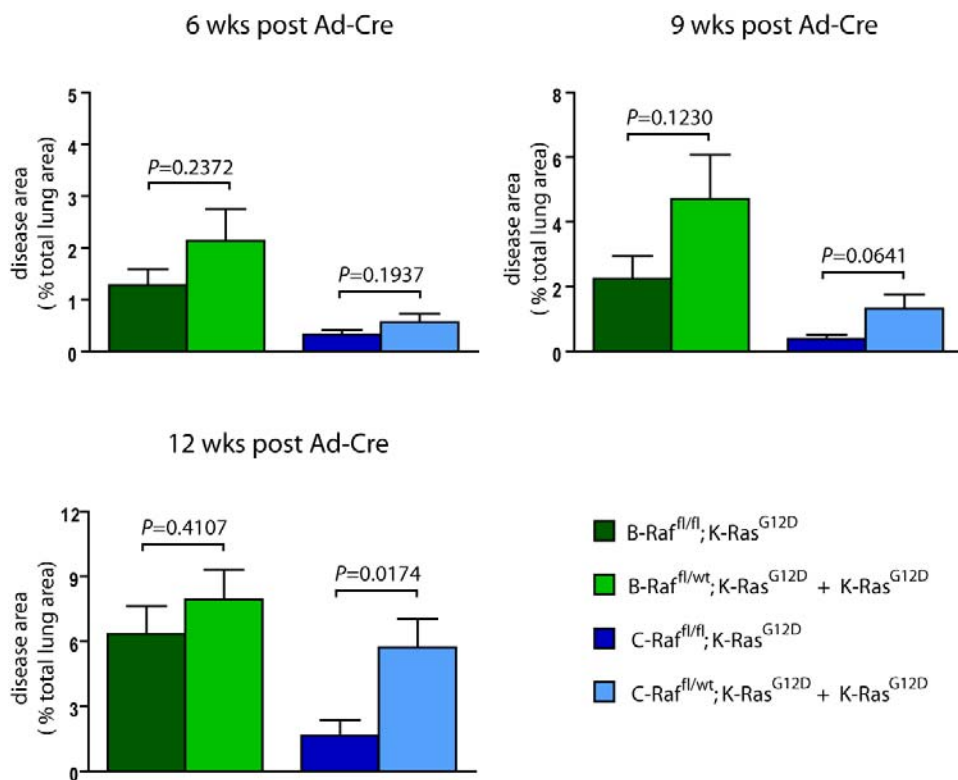 6 wks post Ad-Cre
disease area
( % total lung area)
5
4
3
2
1
0
P=0.2372
P=0.1937
9 wks post Ad-Cre
disease area
( % total lung area)
8
6
4
2
0
P=0.1230
P=0.0641
12 wks post Ad-Cre
disease area
( % total lung area)
12
9
6
3
0
P=0.4107
P=0.0174
B-Raf^fl/fl;K-Ras^G12D
B-Raf^fl/wt;K-Ras^G12D + K-Ras^G12D
C-Raf^fl/fl;K-Ras^G12D
C-Raf^fl/wt;K-Ras^G12D + K-Ras^G12D